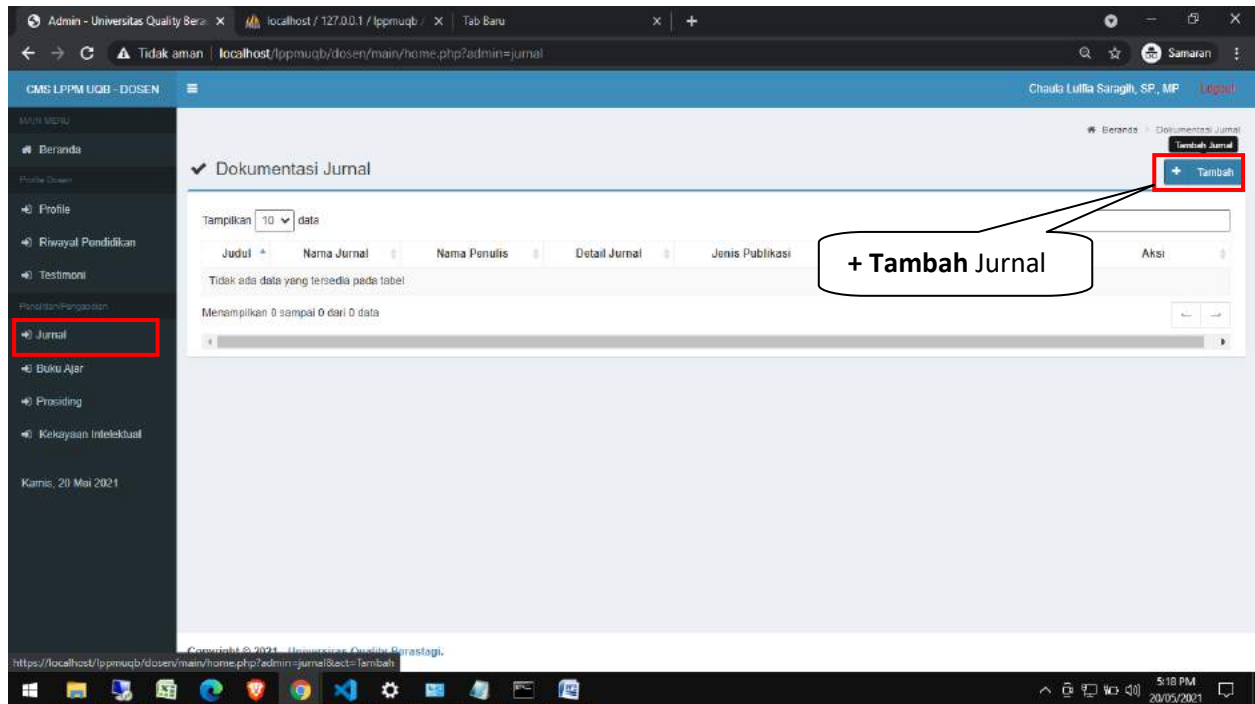 Admin - Universitas Quality Bera
localhost / 127.0.0.1 / lppmuqb /
Tab Baru
Tidak aman
localhost/lppmuqb/dosen/main/home.php?admin=jurnal
Samaran
CMS LPPM UQB - DOSEN
Chaula Lutfia Saragih, SP., MP
Logout
MAIN MENU
Beranda
Profile Dosen
Profile
Riwayat Pendidikan
Testimoni
Penelitian/Pengabdian
Jurnal
Buku Ajar
Prosiding
Kekayaan Intelektual
Kamis, 20 Mei 2021
Beranda
Dokumentasi Jurnal
Tambah Jurnal
Dokumentasi Jurnal
+ Tambah
Tampilkan 10 data
Judul Nama Jurnal Nama Penulis Detail Jurnal Jenis Publikasi Aksi
+ Tambah Jurnal
Tidak ada data yang tersedia pada tabel
Menampilkan 0 sampai 0 dari 0 data
Copyright © 2021 Universitas Quality Berastagi.
https://localhost/lppmuqb/dosen/main/home.php?admin=jurnal&act=Tambah
5:18 PM
20/05/2021